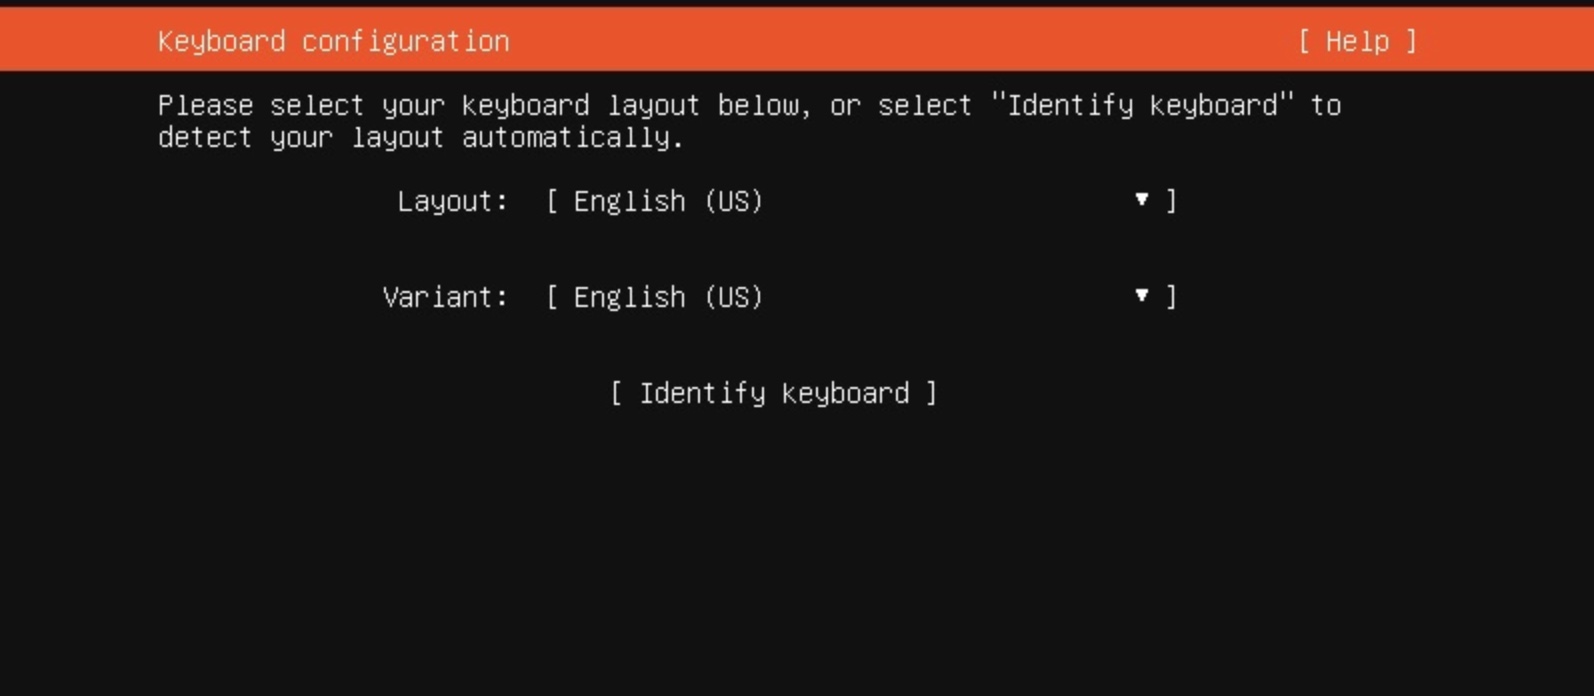 Keyboard configuration [ Help ]
Please select your keyboard layout below, or select "Identify keyboard" to
detect your layout automatically.
Layout: [ English (US) ▼ ]
Variant: [ English (US) ▼ ]
[ Identify keyboard ]